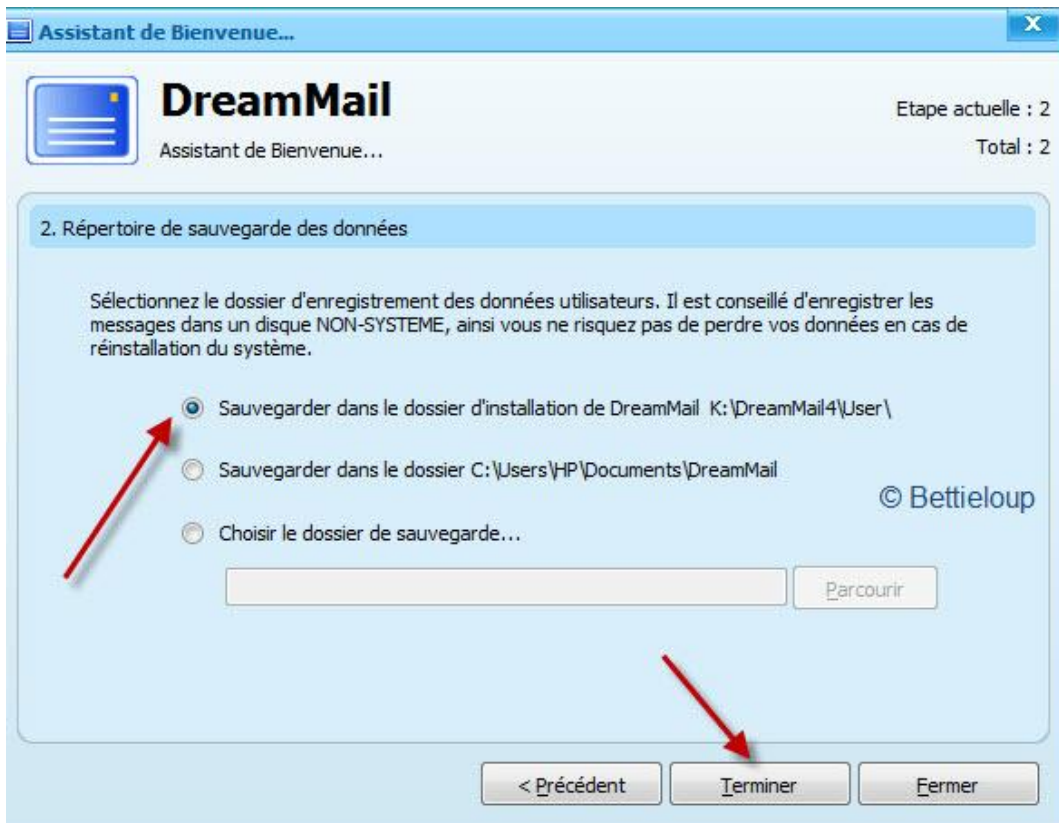 Assistant de Bienvenue...
DreamMail
Assistant de Bienvenue...
Etape actuelle : 2
Total : 2
2. Répertoire de sauvegarde des données
Sélectionnez le dossier d'enregistrement des données utilisateurs. Il est conseillé d'enregistrer les
messages dans un disque NON-SYSTEME, ainsi vous ne risquez pas de perdre vos données en cas de
réinstallation du système.
Sauvegarder dans le dossier d'installation de DreamMail K:\DreamMail4\User\
Sauvegarder dans le dossier C:\Users\HP\Documents\DreamMail
© Bettieloup
Choisir le dossier de sauvegarde...
Parcourir
< Précédent
Terminer
Fermer